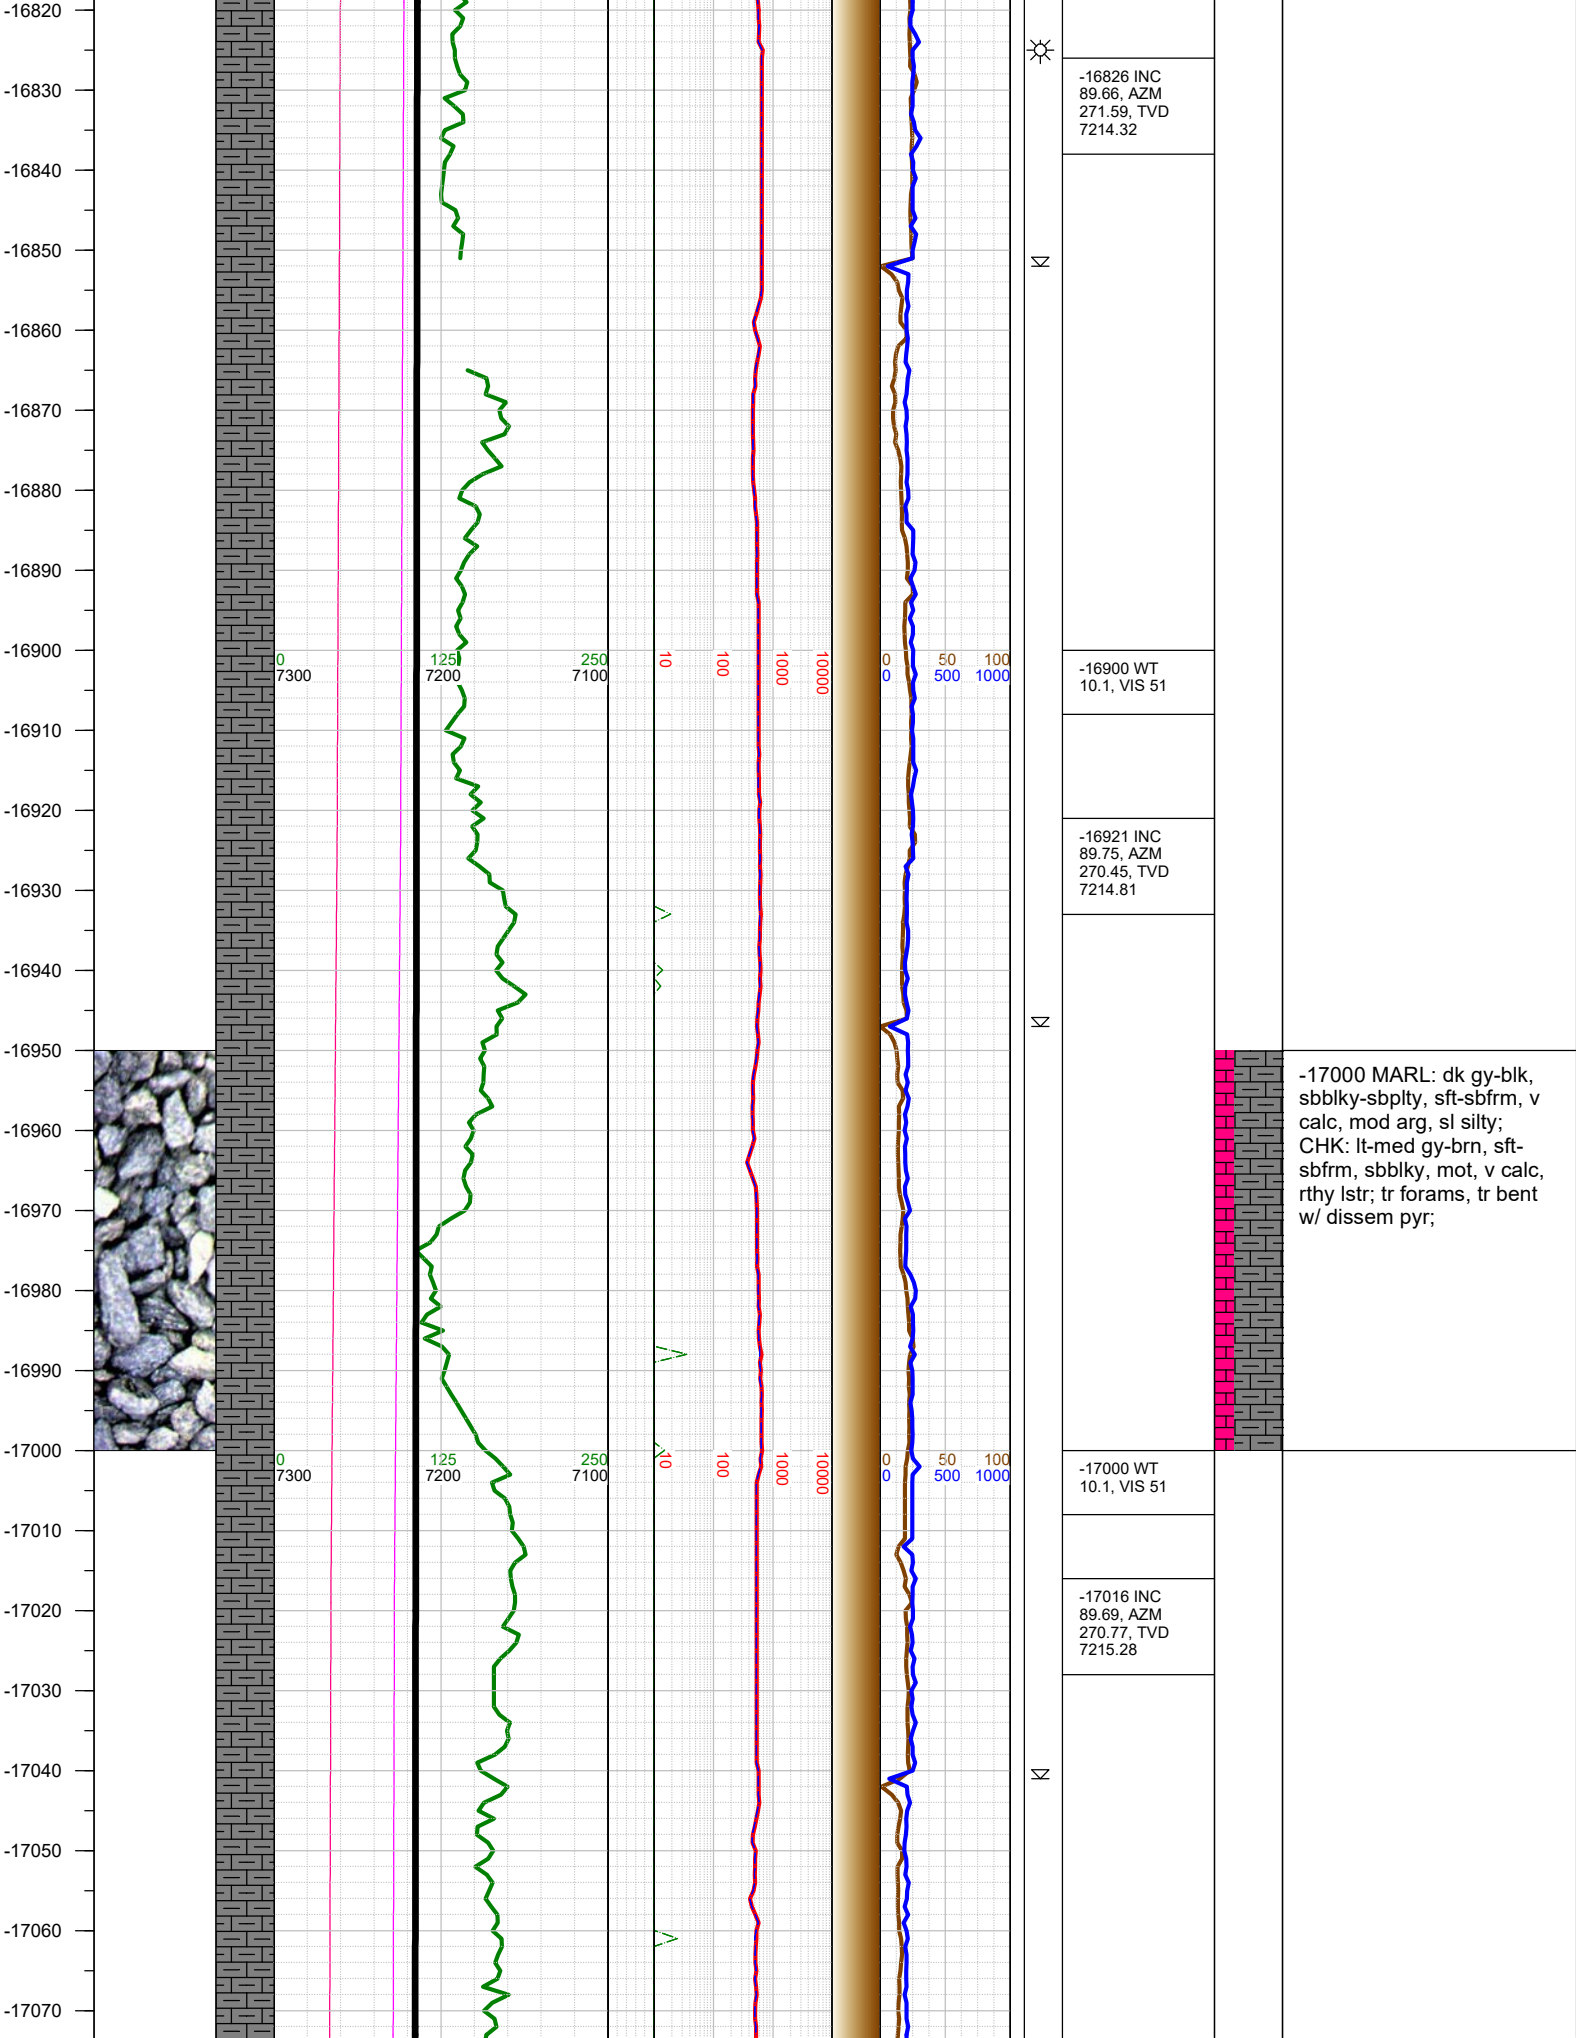 -16820
-16830
-16840
-16850
-16860
-16870
-16880
-16890
-16900
-16910
-16920
-16930
-16940
-16950
-16960
-16970
-16980
-16990
-17000
-17010
-17020
-17030
-17040
-17050
-17060
-17070
0 125 250
7300 7200 7100
10 100 1000 10000
0 50 100
0 500 1000
0 125 250
7300 7200 7100
10 100 1000 10000
0 50 100
0 500 1000
-16826 INC
89.66, AZM
271.59, TVD
7214.32
-16900 WT
10.1, VIS 51
-16921 INC
89.75, AZM
270.45, TVD
7214.81
-17000 WT
10.1, VIS 51
-17016 INC
89.69, AZM
270.77, TVD
7215.28
-17000 MARL: dk gy-blk,
sbblky-sbplty, sft-sbfrm, v
calc, mod arg, sl silty;
CHK: lt-med gy-brn, sft-
sbfrm, sbblky, mot, v calc,
rthy lstr; tr forams, tr bent
w/ dissem pyr;